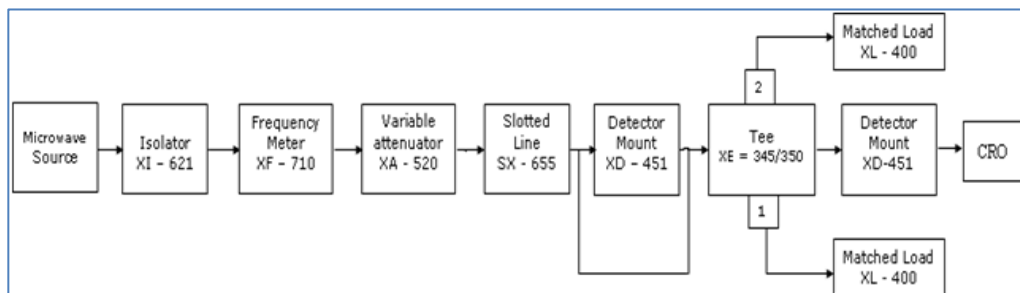 Matched Load
XL - 400
2
Microwave
Source
Isolator
XI - 621
Frequency
Meter
XF - 710
Variable
attenuator
XA - 520
Slotted
Line
SX - 655
Detector
Mount
XD - 451
Tee
XE = 345/350
Detector
Mount
XD-451
CRO
1
Matched Load
XL - 400